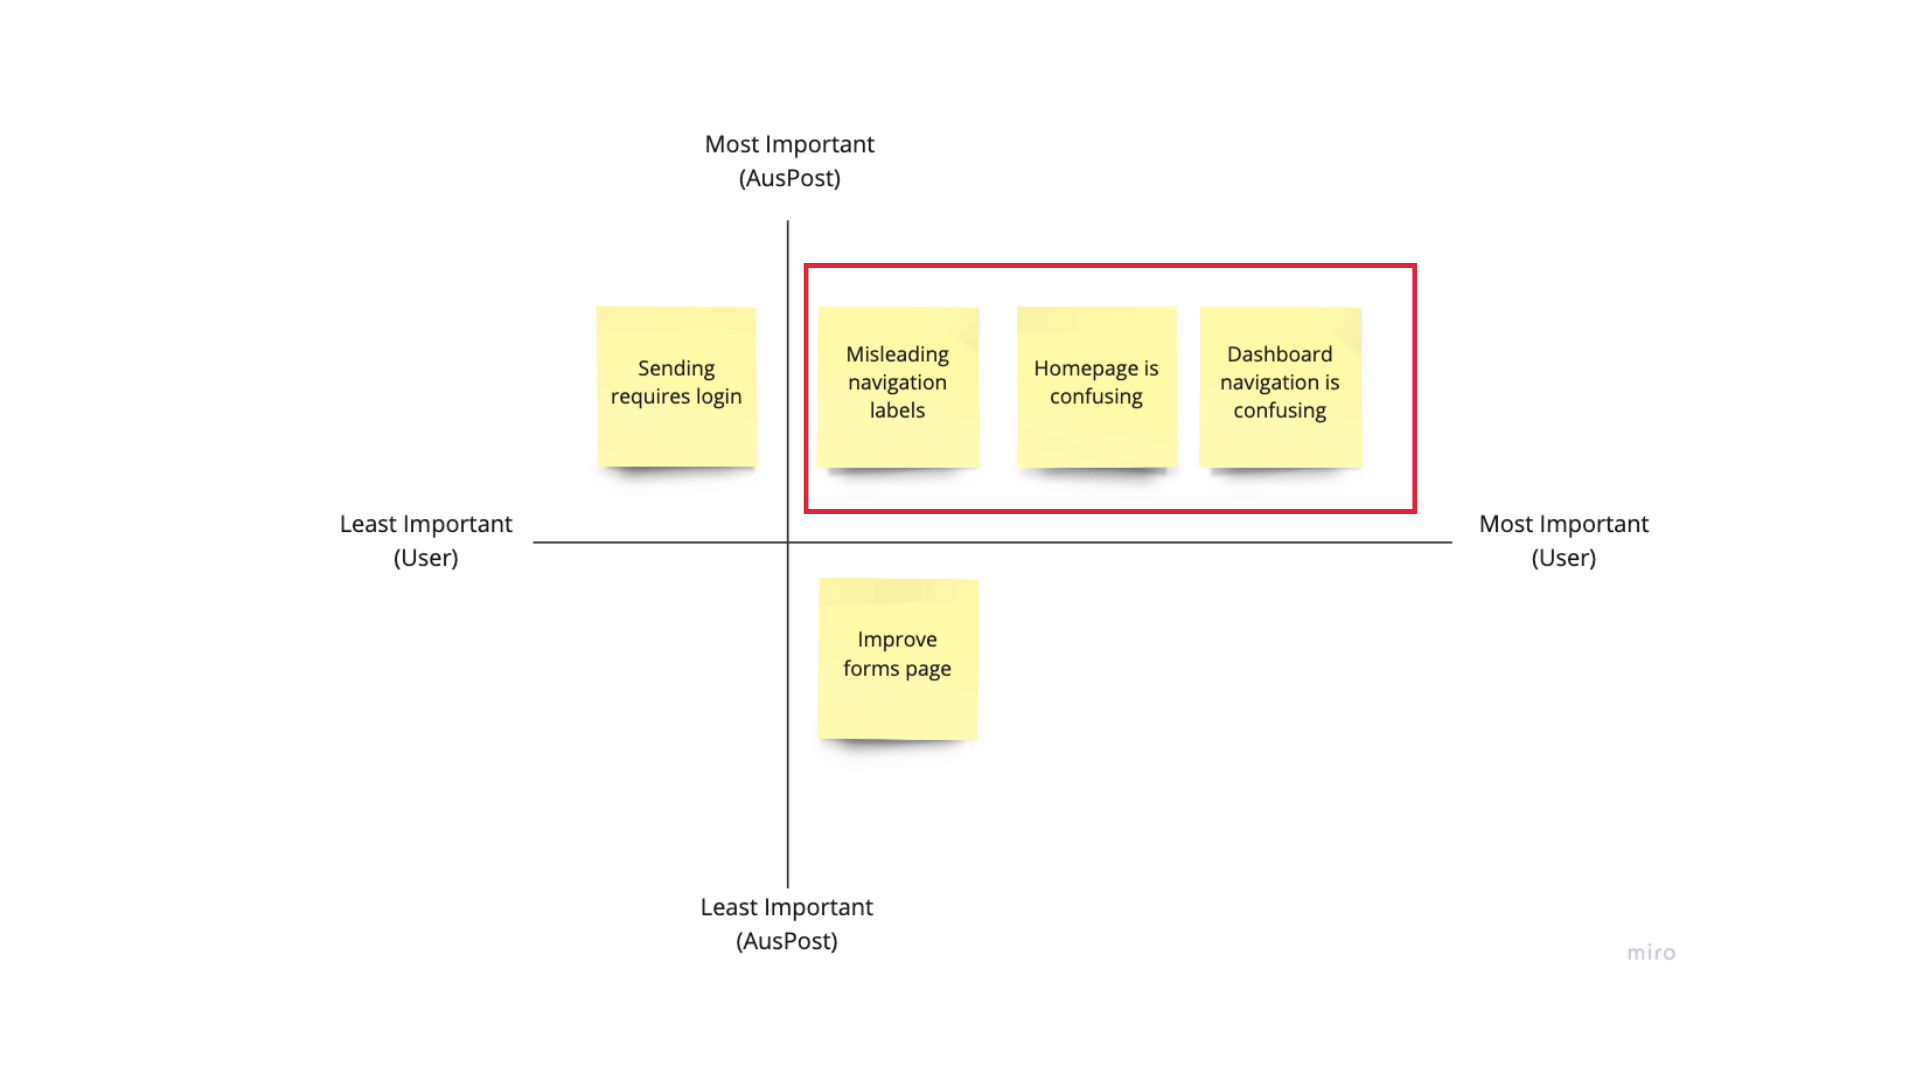 Most Important
(AusPost)
Sending
requires login
Misleading
navigation
labels
Homepage is
confusing
Dashboard
navigation is
confusing
Least Important
(User)
Most Important
(User)
Improve
forms page
Least Important
(AusPost)
miro